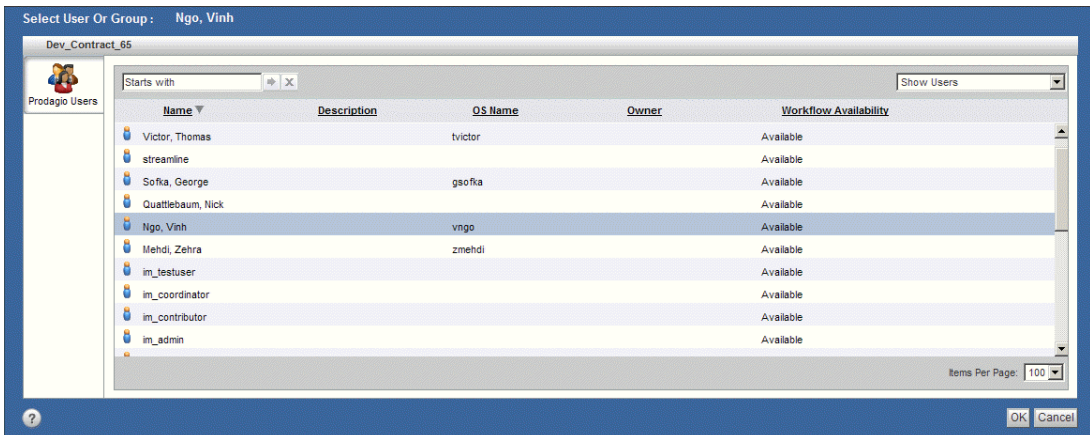 Select User Or Group : Ngo, Vinh
Dev_Contract_65
Prodagio Users
Starts with X Show Users
Name Description OS Name Owner Workflow Availability
Victor, Thomas tvictor Available
streamline Available
Sofka, George gsofka Available
Quattlebaum, Nick Available
Ngo, Vinh vngo Available
Mehdi, Zehra zmehdi Available
im_testuser Available
im_coordinator Available
im_contributor Available
im_admin Available
Items Per Page: 100
? OK Cancel